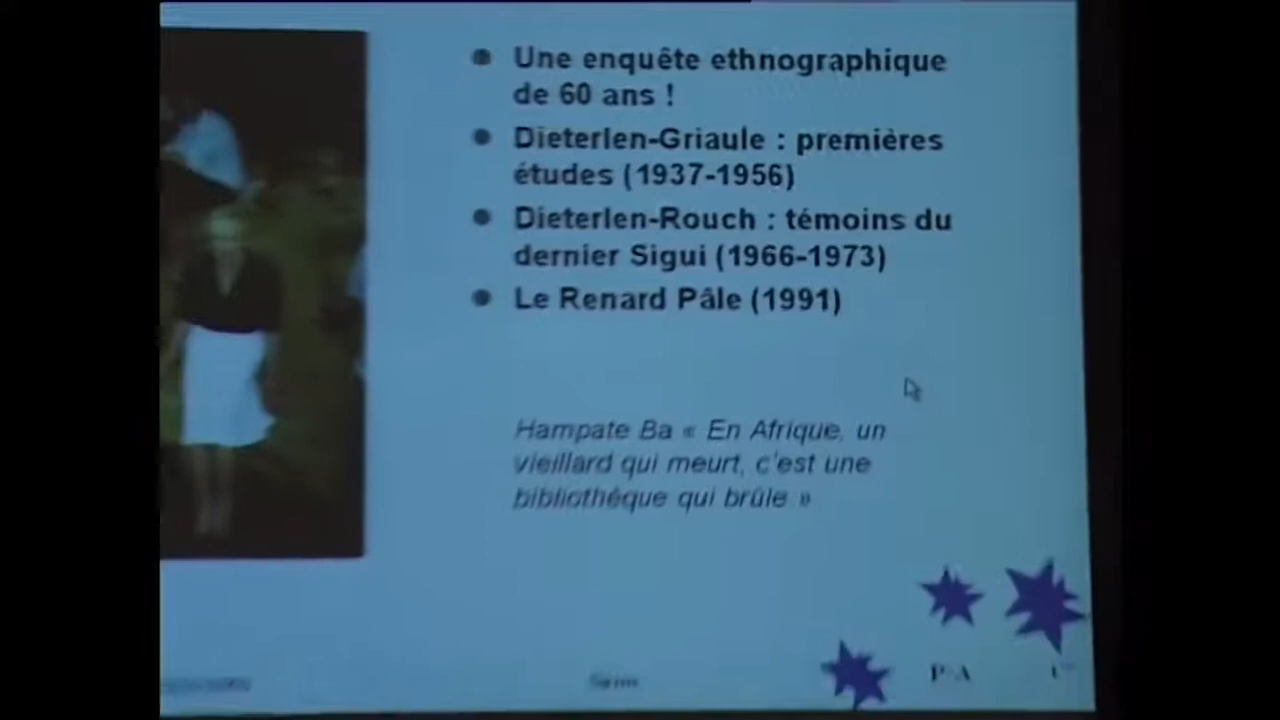 Une enquête ethnographique
de 60 ans !
Dieterlen-Griaule : premières
études (1937-1956)
Dieterlen-Rouch : témoins du
dernier Sigui (1966-1973)
Le Renard Pâle (1991)
Hampate Ba « En Afrique, un
vieillard qui meurt, c'est une
bibliothéque qui brûle »
P-A